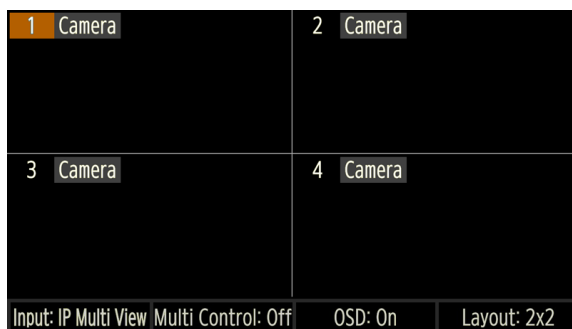 1 Camera
2 Camera
3 Camera
4 Camera
Input: IP Multi View Multi Control: Off OSD: On Layout: 2x2